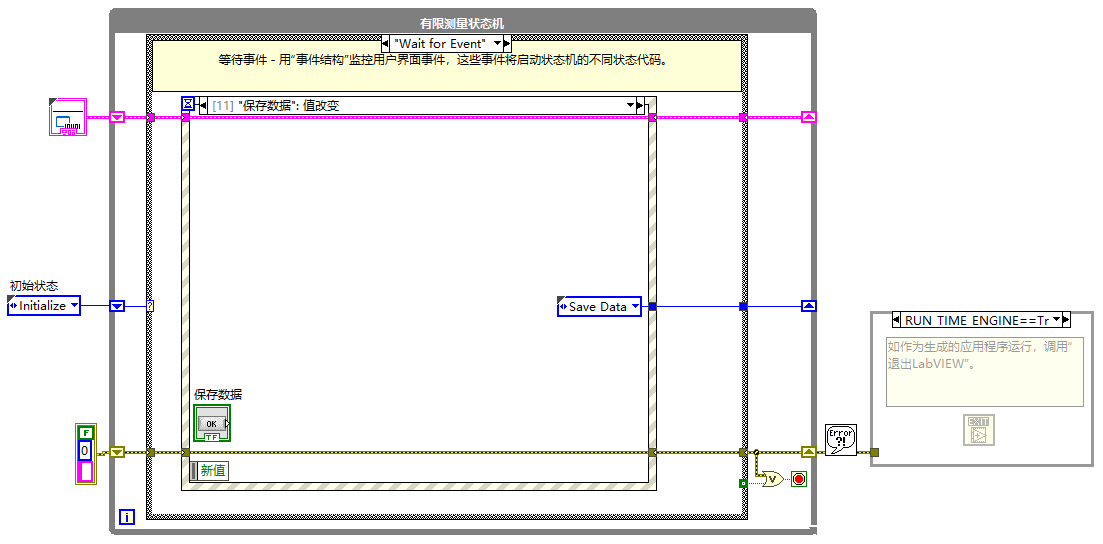 有限测量状态机
"Wait for Event"
等待事件 - 用“事件结构”监控用户界面事件，这些事件将启动状态机的不同状态代码。
[11] "保存数据": 值改变
初始状态
Initialize
Save Data
RUN_TIME_ENGINE==Tr
如作为生成的应用程序运行，调用“
退出LabVIEW”。
保存数据
OK
TF
EXIT
F
0
Error
?!
新值
V
i